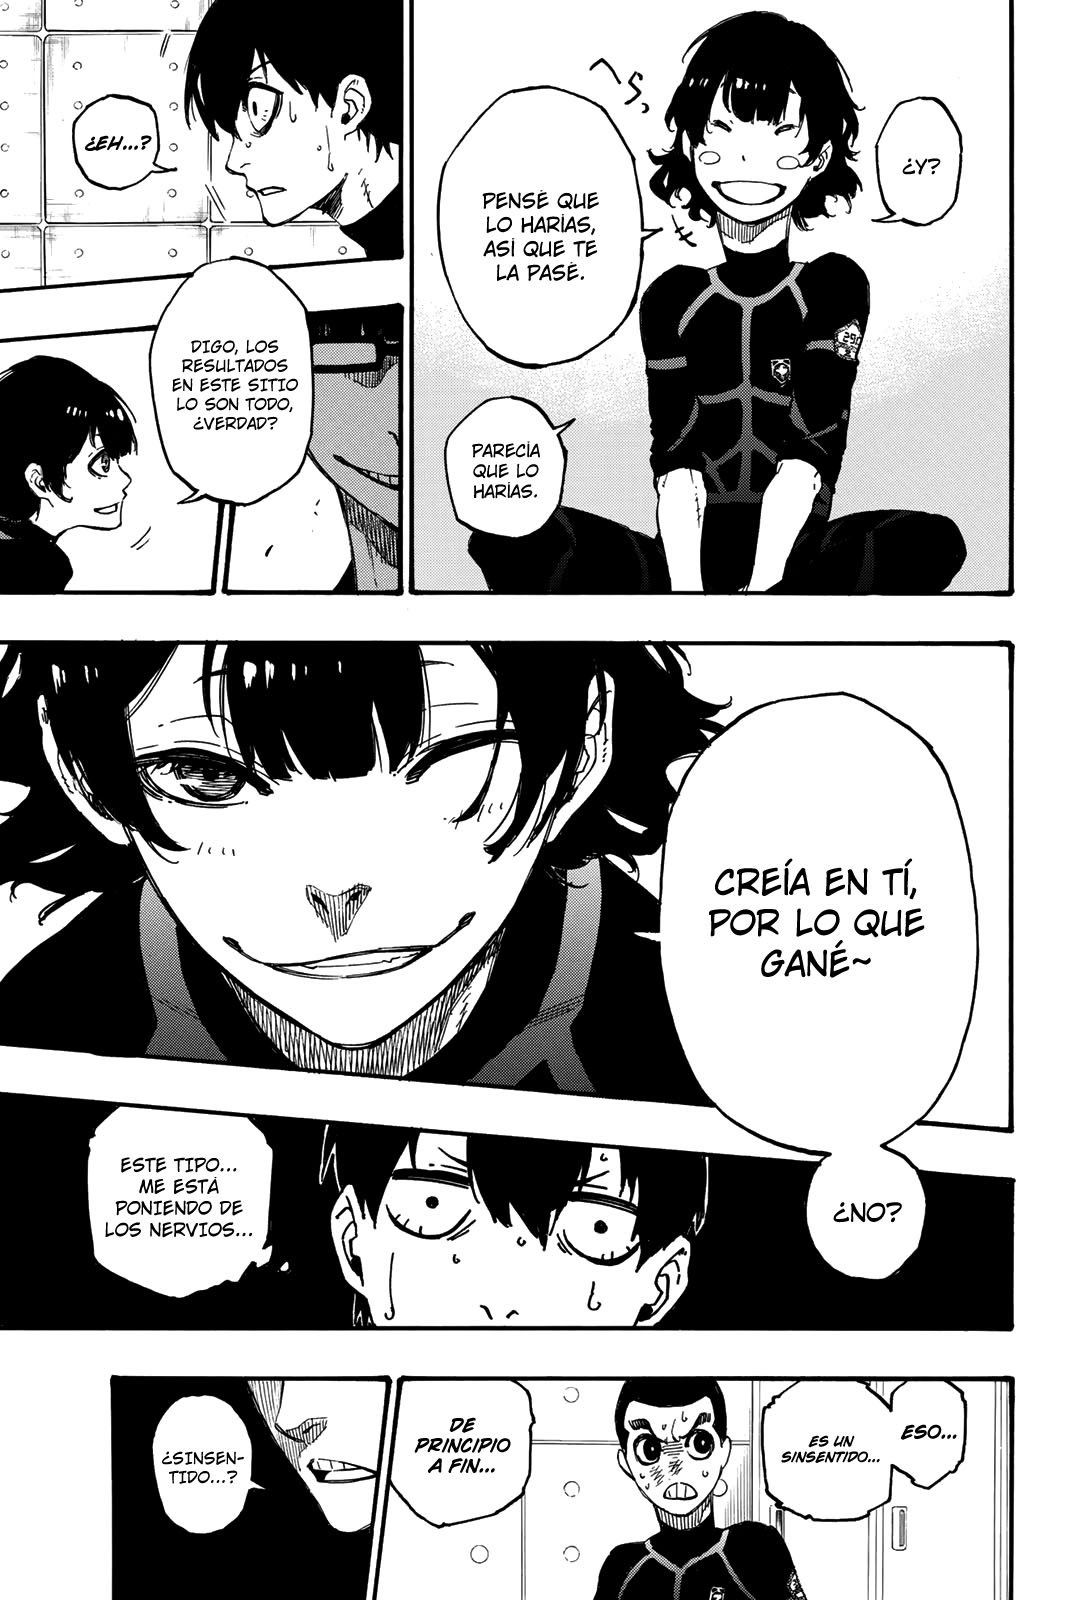 ¿Y?
へら、
PENSÉ QUE
LO HARÍAS,
ASÍ QUE TE
LA PASÉ.
PARECÍA
QUE LO
HARÍAS.
¿EH...?
DIGO, LOS
RESULTADOS
EN ESTE SITIO
LO SON TODO,
¿VERDAD?
CREÍA EN TÍ,
POR LO QUE
GANÉ~
¿NO?
ESTE TIPO...
ME ESTÁ
PONIENDO DE
LOS NERVIOS...
ESO...
ES UN
SINSENTIDO...
DE
PRINCIPIO
A FIN...
¿SINSEN-
TIDO...?